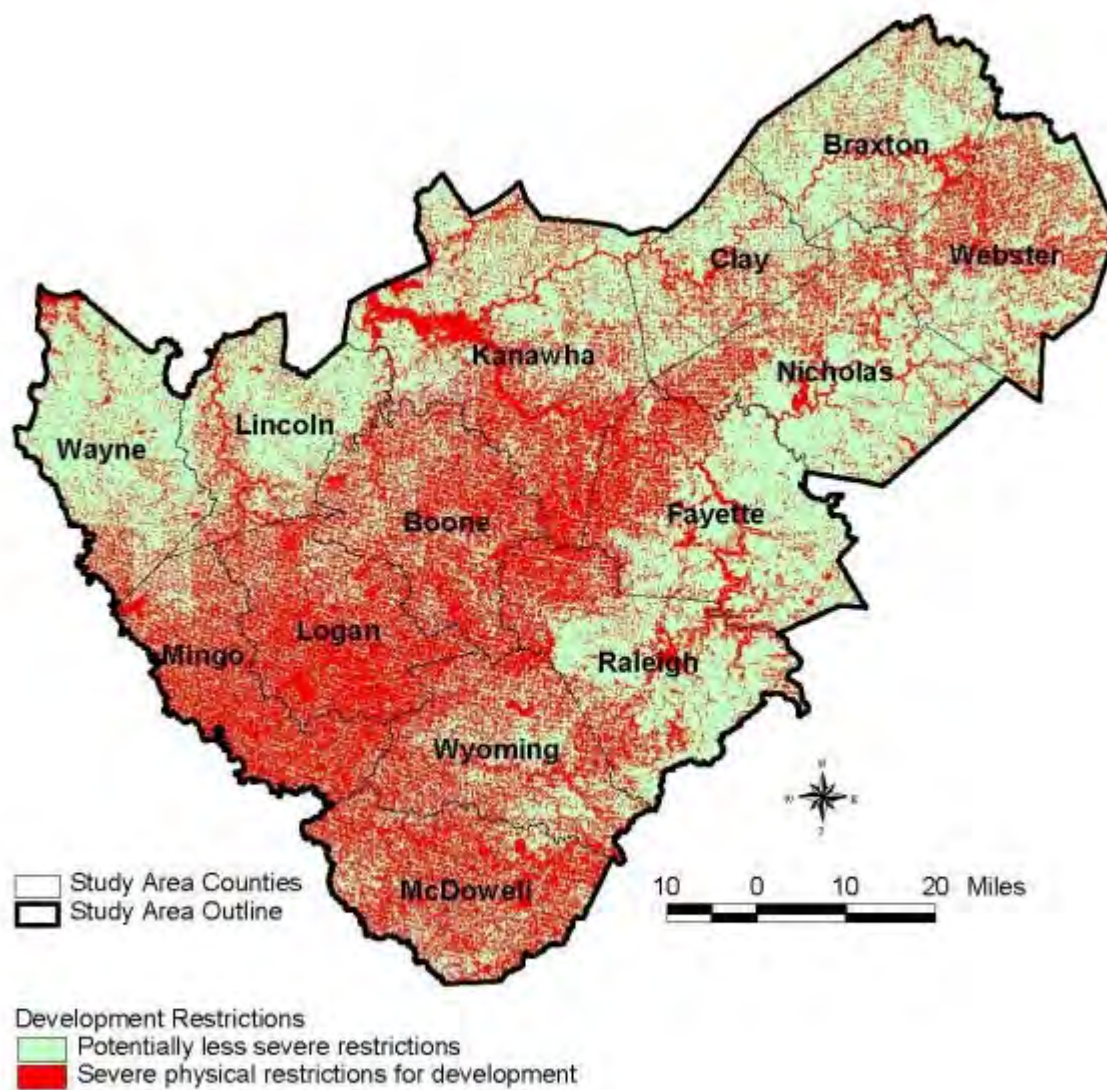 Braxton
Webster
Clay
Kanawha
Nicholas
Lincoln
Wayne
Fayette
Boone
Logan
Mingo
Raleigh
Wyoming
McDowell
Study Area Counties
Study Area Outline
10 0 10 20 Miles
Development Restrictions
Potentially less severe restrictions
Severe physical restrictions for development